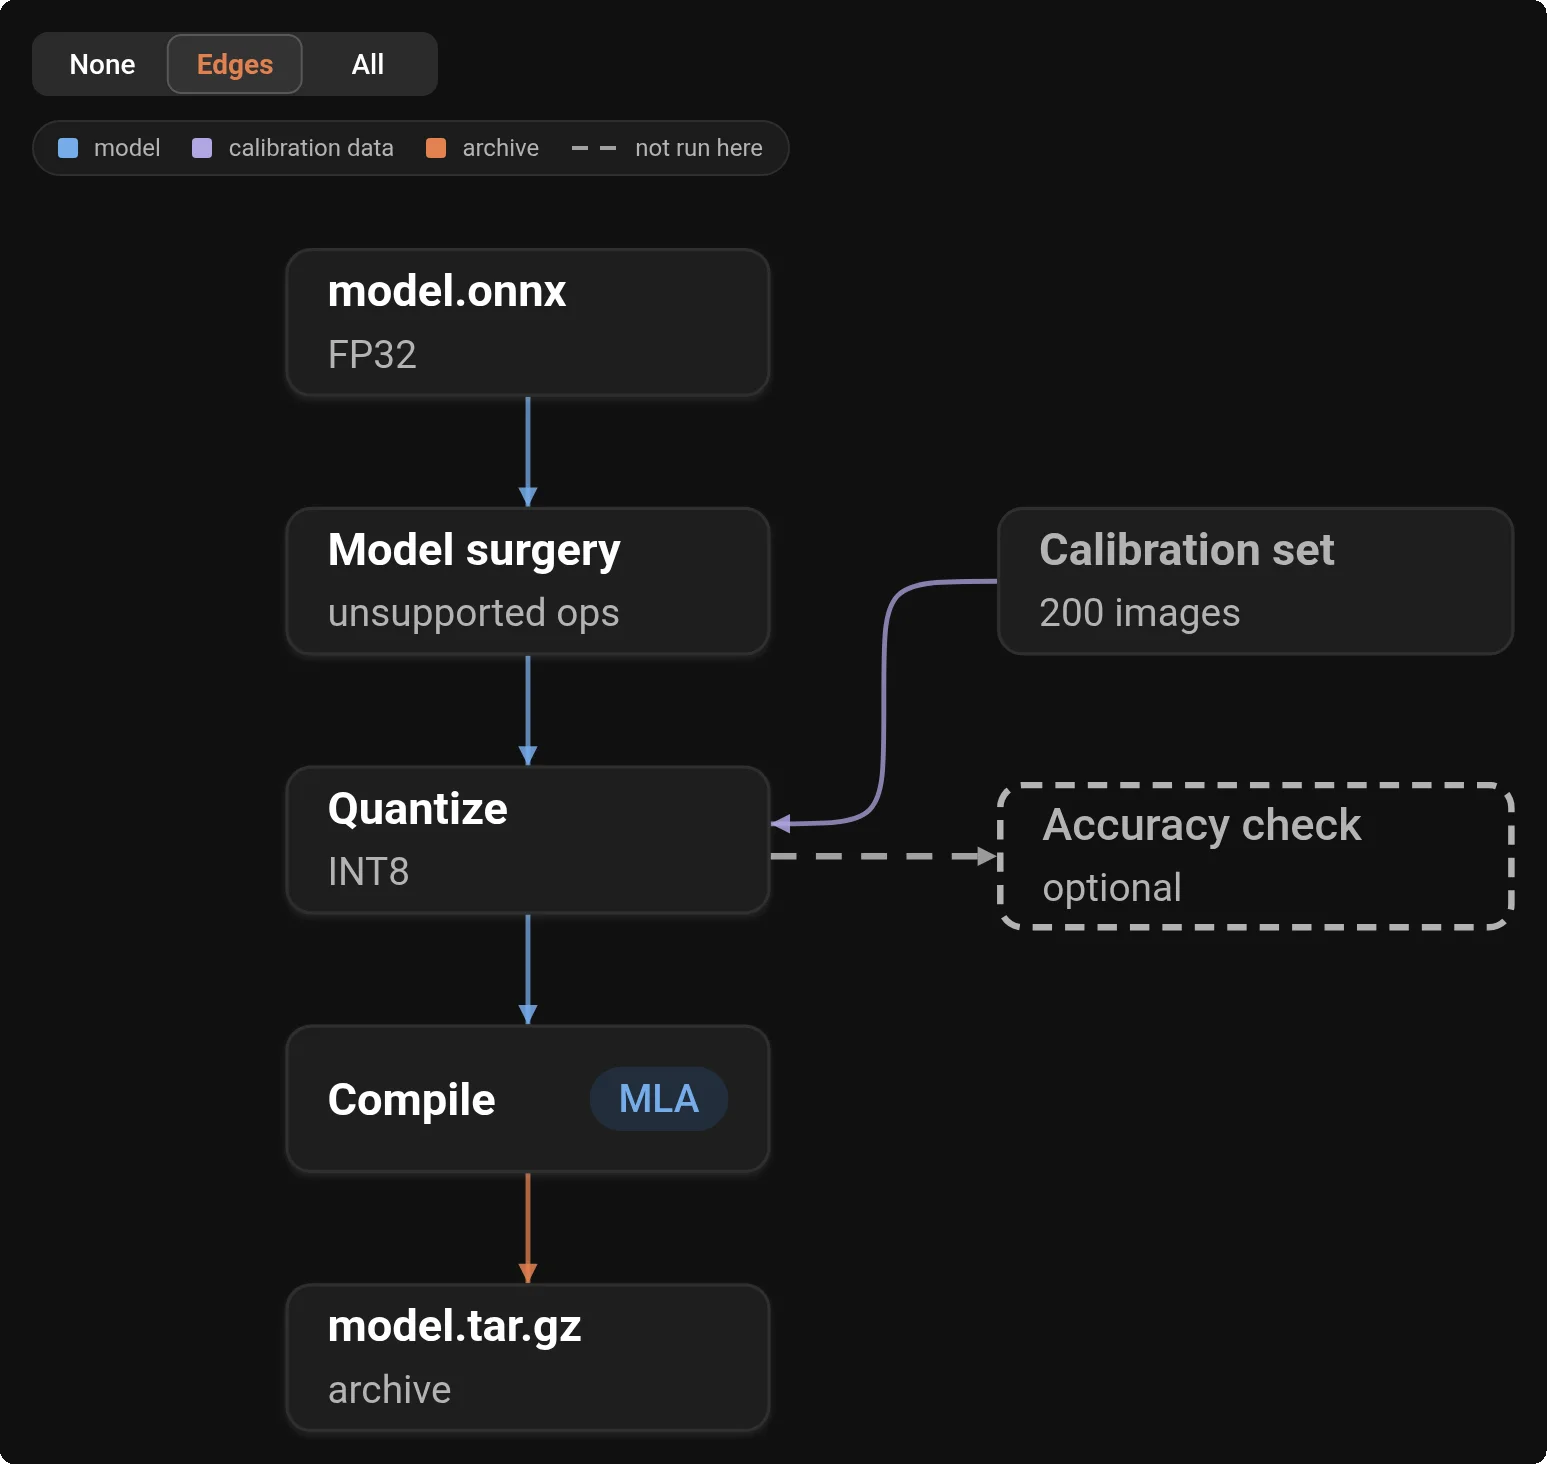 None Edges All
model calibration data archive not run here
model.onnx
FP32
Model surgery
unsupported ops
Calibration set
200 images
Quantize
INT8
Accuracy check
optional
Compile MLA
model.tar.gz
archive